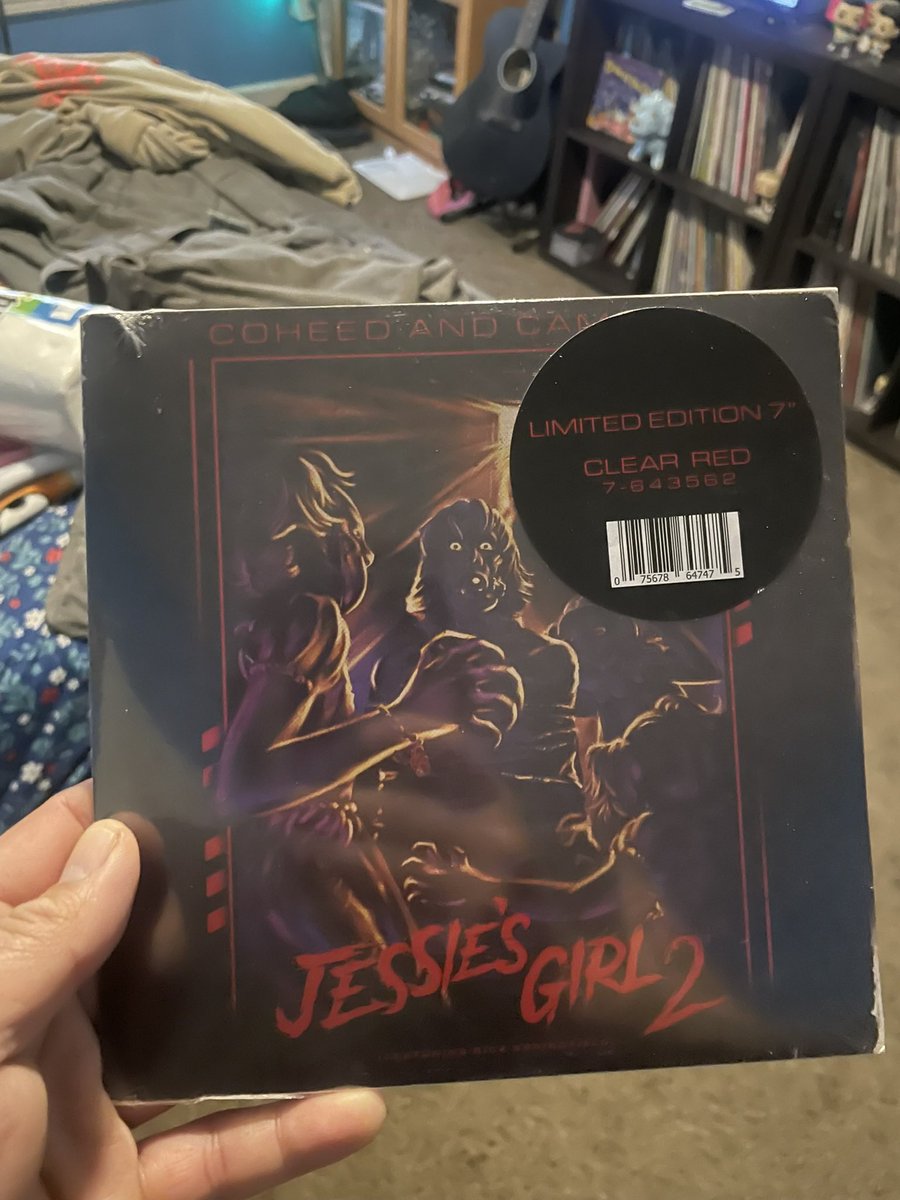 COHEED AND CAM
LIMITED EDITION 7"
CLEAR RED
7-643562
0 75678 64747 5
JESSIE'S
GIRL 2